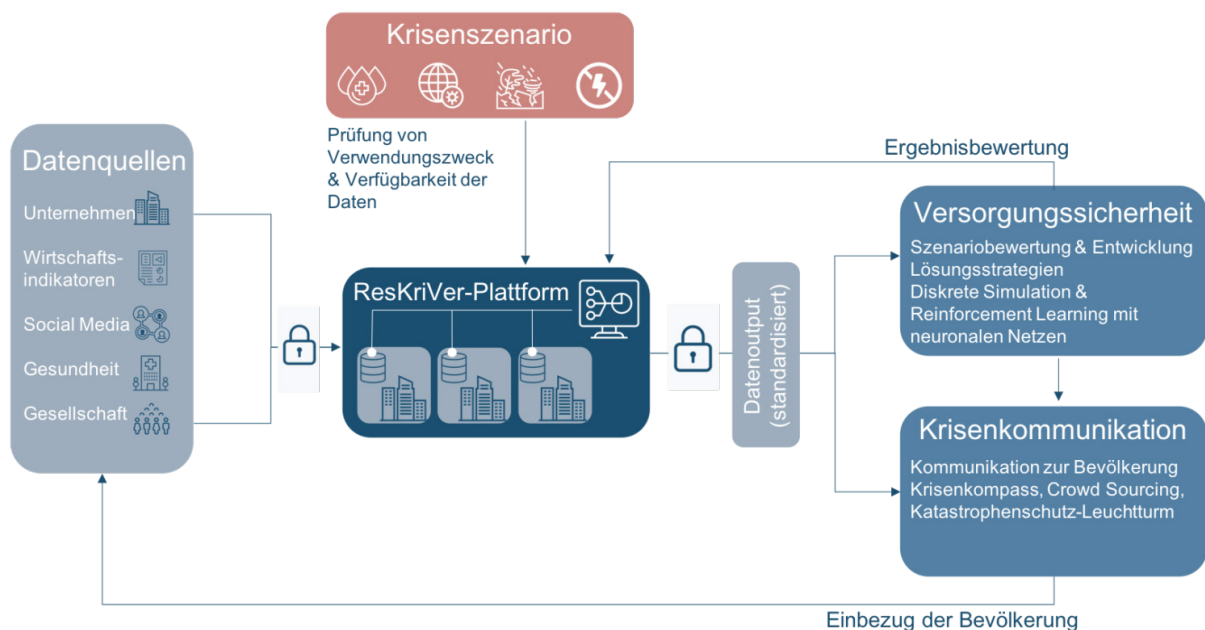 Krisenszenario
Prüfung von
Verwendungszweck
& Verfügbarkeit der
Daten
Datenquellen
Unternehmen
Wirtschafts-
indikatoren
Social Media
Gesundheit
Gesellschaft
ResKriVer-Plattform
Datenoutput
(standardisiert)
Ergebnisbewertung
Versorgungssicherheit
Szenariobewertung & Entwicklung
Lösungsstrategien
Diskrete Simulation &
Reinforcement Learning mit
neuronalen Netzen
Krisenkommunikation
Kommunikation zur Bevölkerung
Krisenkompass, Crowd Sourcing,
Katastrophenschutz-Leuchtturm
Einbezug der Bevölkerung